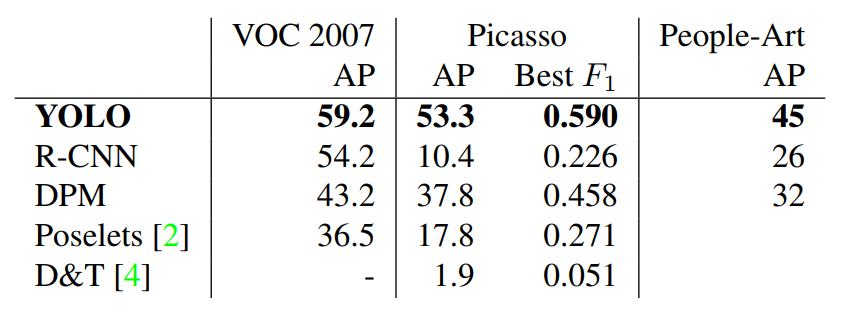 VOC 2007 Picasso People-Art
AP AP Best F1 AP
YOLO 59.2 53.3 0.590 45
R-CNN 54.2 10.4 0.226 26
DPM 43.2 37.8 0.458 32
Poselets [2] 36.5 17.8 0.271
D&T [4] - 1.9 0.051